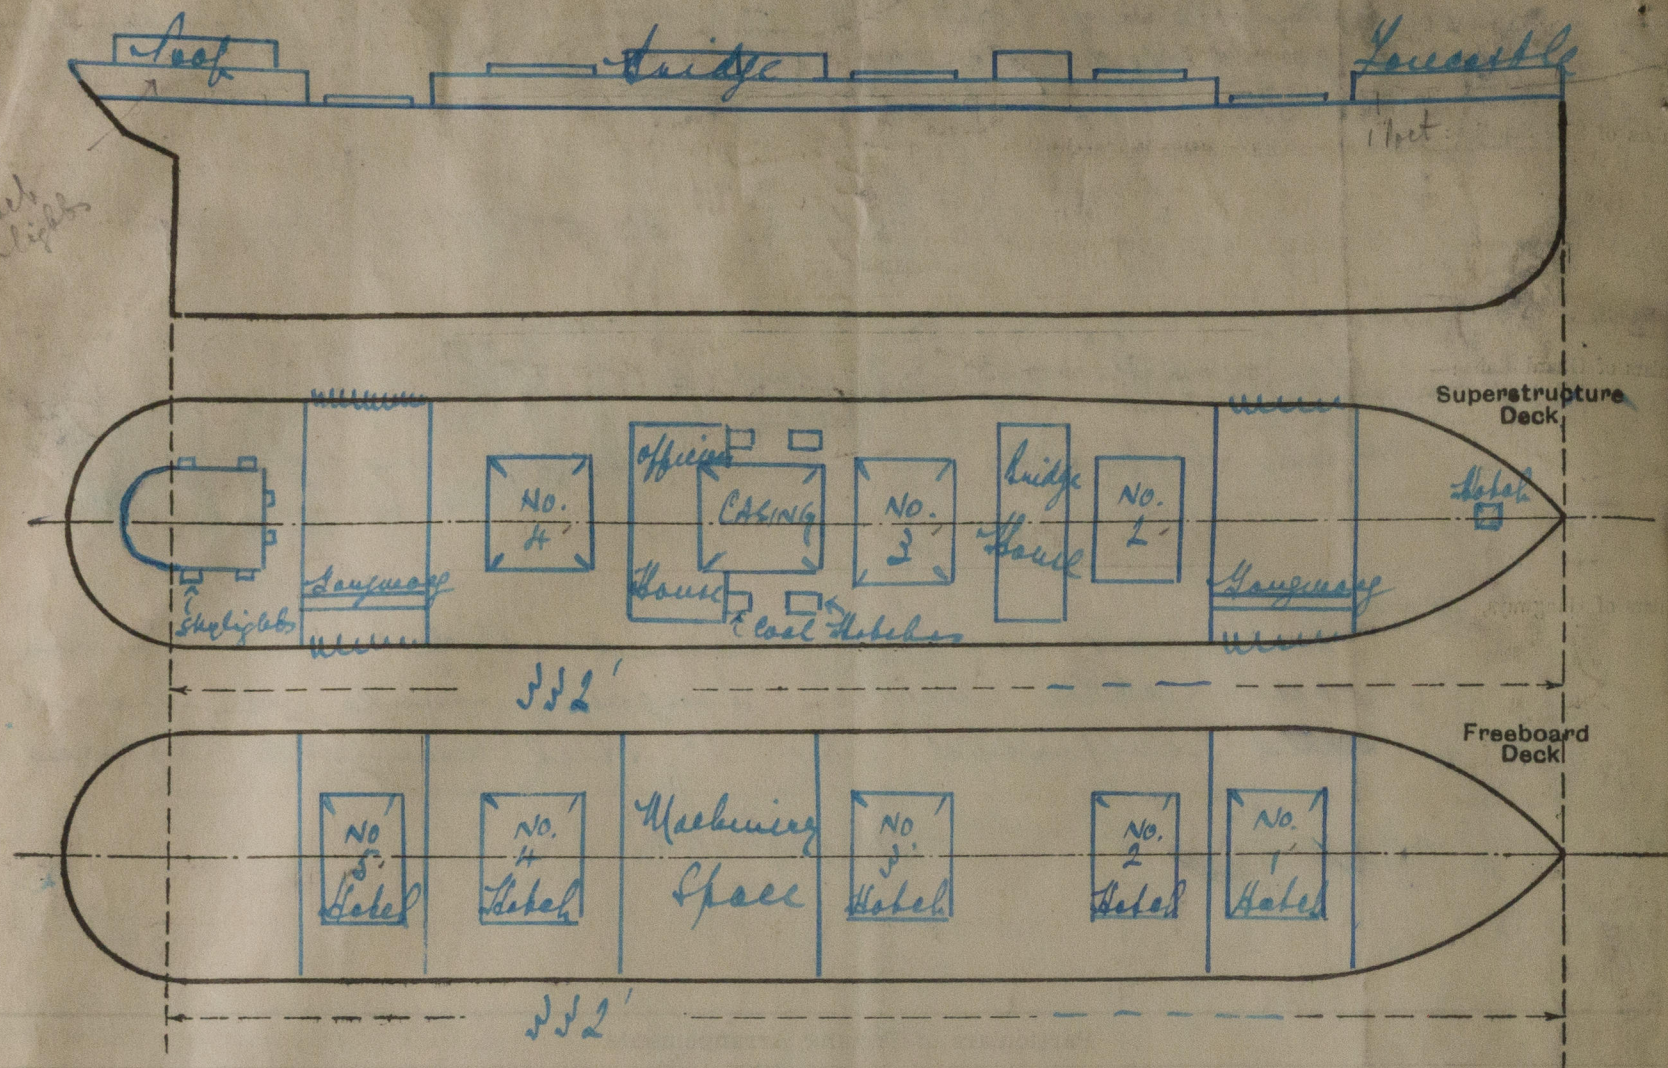 Poop
Bridge
Forecastle
lights
Superstructure
Deck
Hatch
Officers
Bridge
NO.
4
CASING
NO.
3
NO.
2
House
Gangway
House
Gangway
Skylights
Coal Hatches
332'
Freeboard
Deck
Machinery
Space
NO
5.
Hatch
NO.
4
Hatch
NO
3.
Hatch
NO.
2
Hatch
NO.
1
Hatch
332'